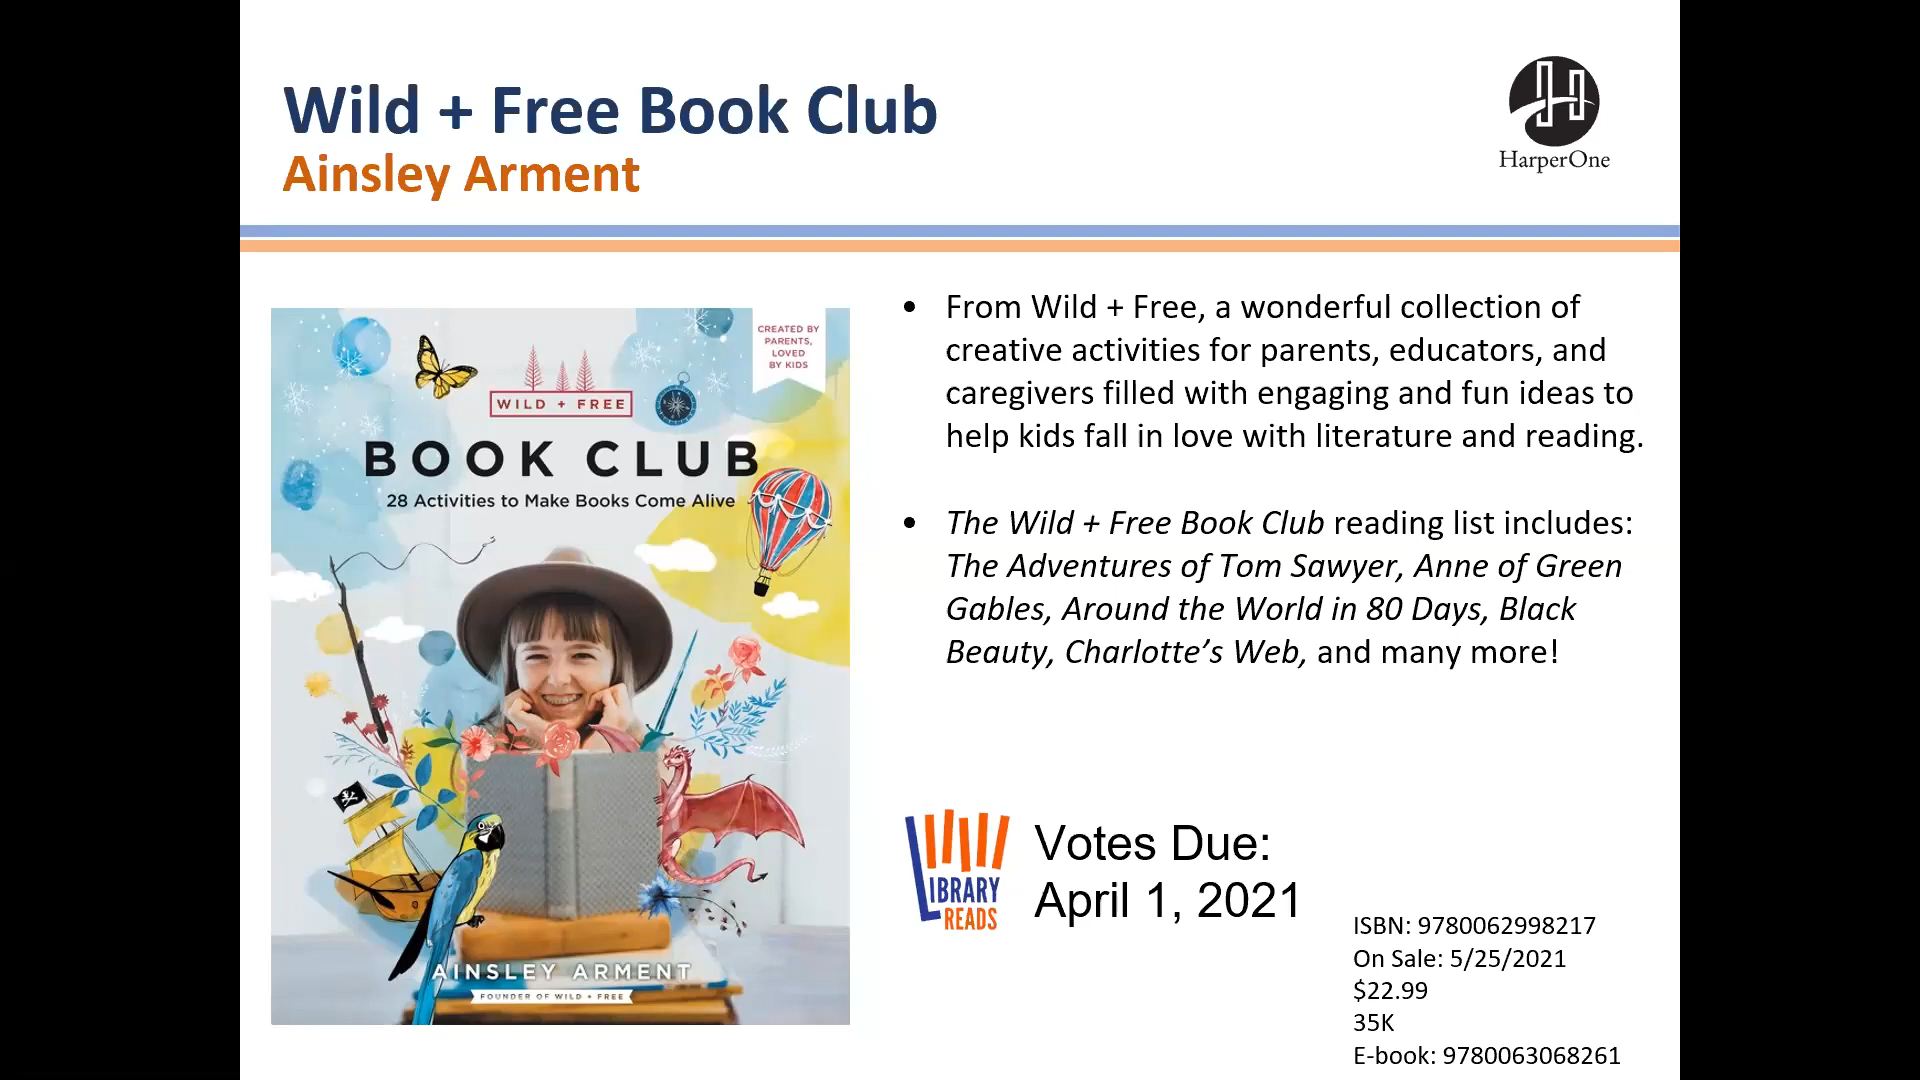 Wild + Free Book Club
Ainsley Arment
HarperOne
CREATED BY
PARENTS,
LOVED
BY KIDS
WILD + FREE
BOOK CLUB
28 Activities to Make Books Come Alive
AINSLEY ARMENT
FOUNDER OF WILD + FREE
• From Wild + Free, a wonderful collection of
creative activities for parents, educators, and
caregivers filled with engaging and fun ideas to
help kids fall in love with literature and reading.
• The Wild + Free Book Club reading list includes:
The Adventures of Tom Sawyer, Anne of Green
Gables, Around the World in 80 Days, Black
Beauty, Charlotte’s Web, and many more!
LIBRARY
READS
Votes Due:
April 1, 2021
ISBN: 9780062998217
On Sale: 5/25/2021
$22.99
35K
E-book: 9780063068261